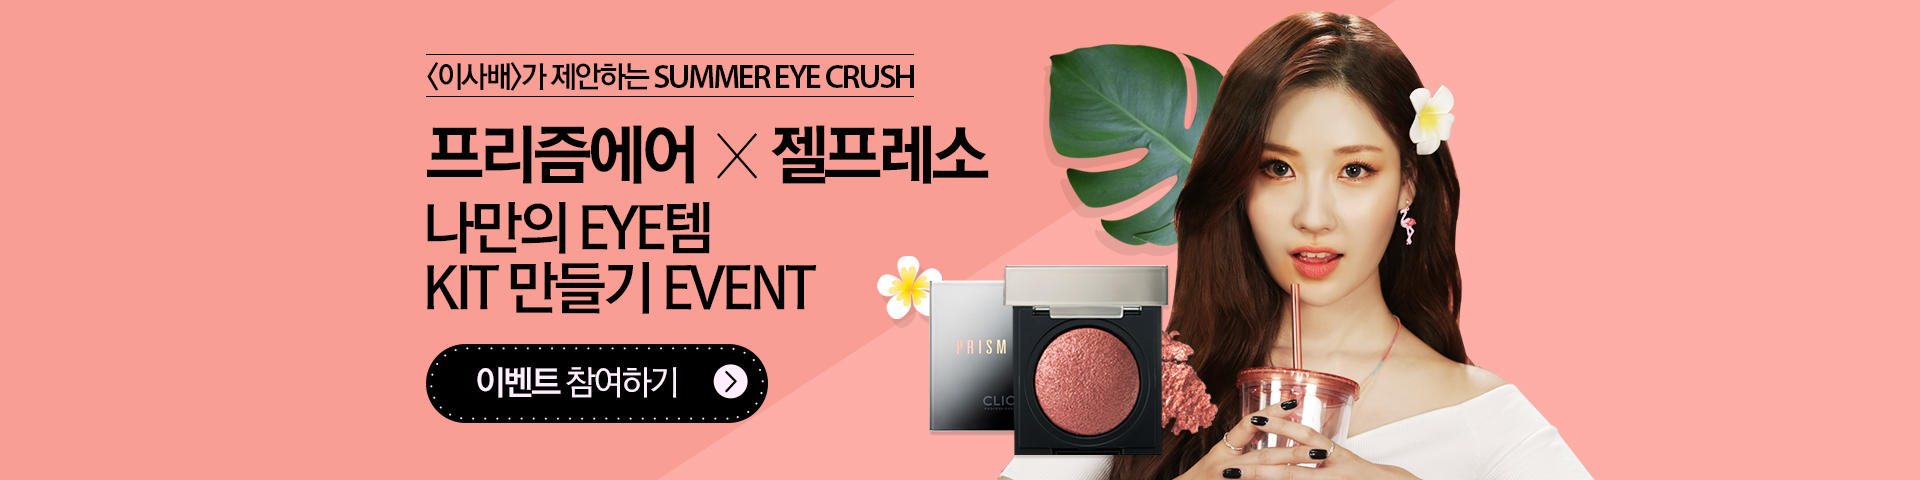 <이사배>가 제안하는 SUMMER EYE CRUSH
프리즘에어 X 젤프레소
나만의 EYE템
KIT 만들기 EVENT
이벤트 참여하기
PRISM
CLIO